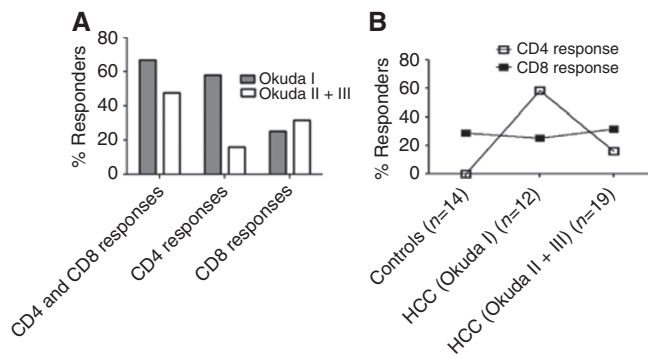 A
% Responders
80
60
40
20
0
Okuda I
Okuda II + III
CD4 and CD8 responses
CD4 responses
CD8 responses
B
% Responders
80
60
40
20
0
CD4 response
CD8 response
Controls (n=14)
HCC (Okuda I) (n=12)
HCC (Okuda II + III) (n=19)